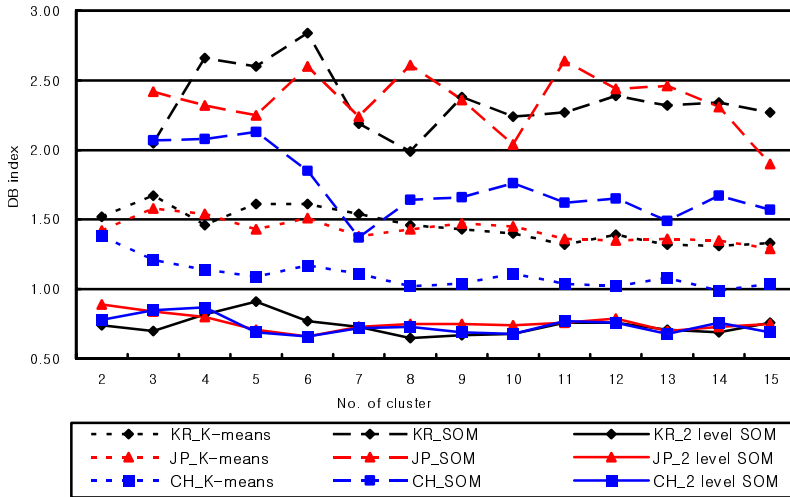 3.00
2.50
2.00
1.50
1.00
0.50
DB index
2 3 4 5 6 7 8 9 10 11 12 13 14 15
No. of cluster
KR_K-means KR_SOM KR_2 level SOM
JP_K-means JP_SOM JP_2 level SOM
CH_K-means CH_SOM CH_2 level SOM